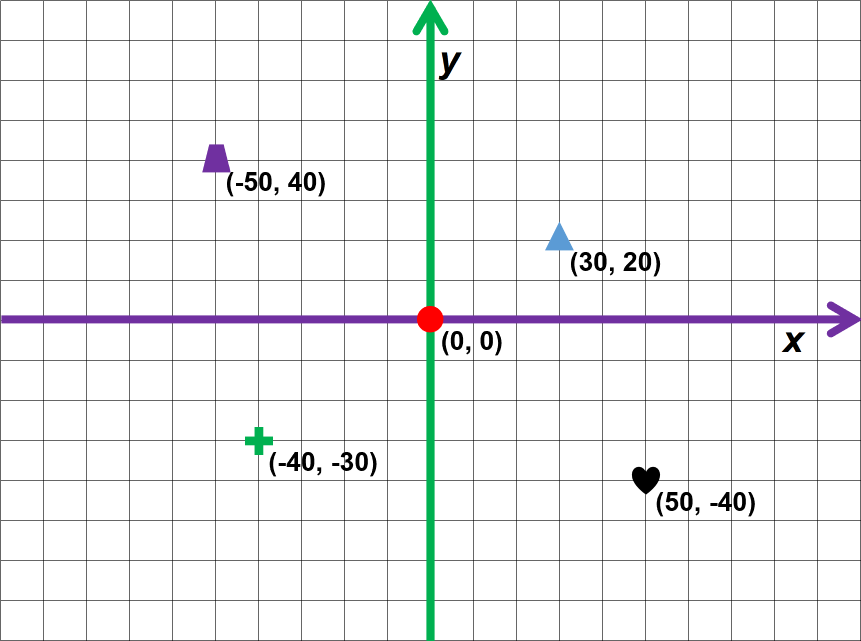 y
(-50, 40)
(30, 20)
(0, 0)
x
(-40, -30)
(50, -40)